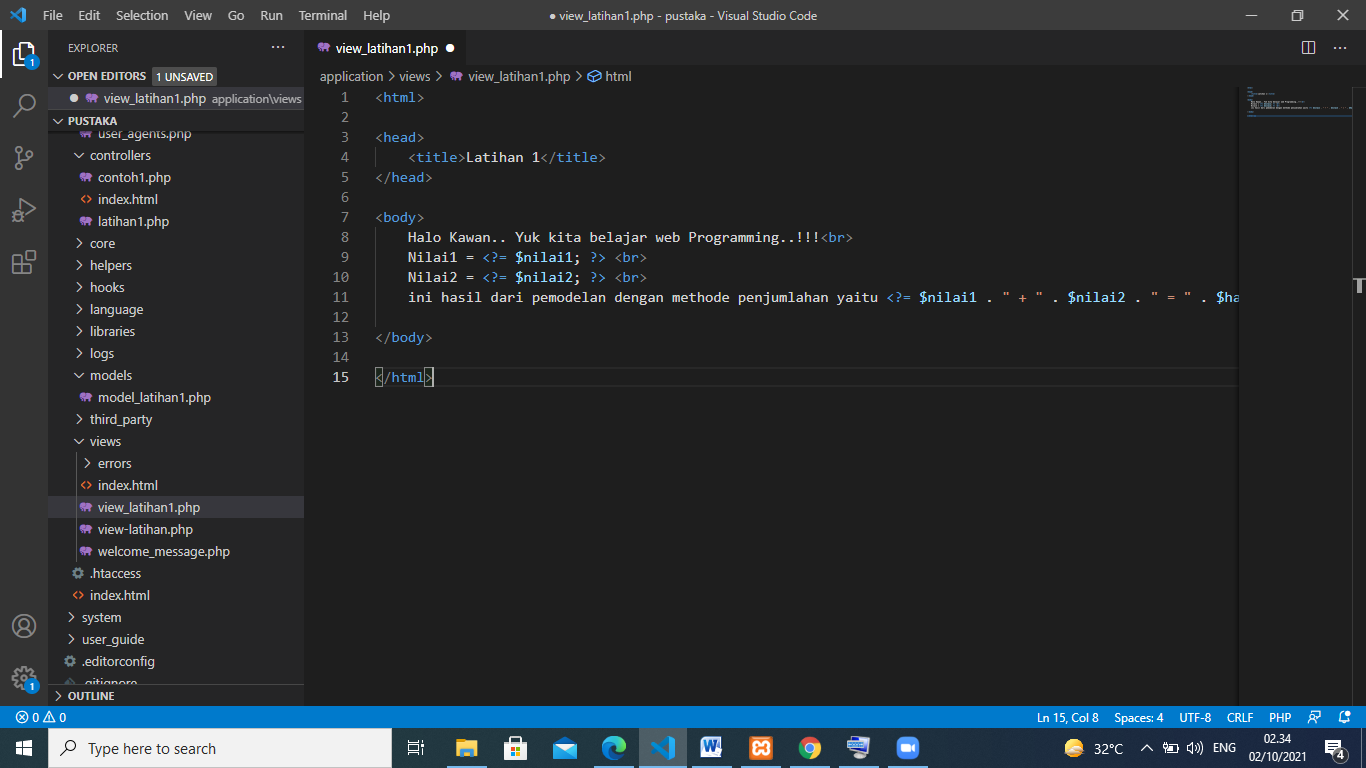 File Edit Selection View Go Run Terminal Help
● view_latihan1.php - pustaka - Visual Studio Code
EXPLORER
OPEN EDITORS 1 UNSAVED
view_latihan1.php application\views
PUSTAKA
user_agents.php
controllers
contoh1.php
index.html
latihan1.php
core
helpers
hooks
language
libraries
logs
models
model_latihan1.php
third_party
views
errors
index.html
view_latihan1.php
view-latihan.php
welcome_message.php
.htaccess
index.html
system
user_guide
.editorconfig
.gitignore
OUTLINE
1
1
view_latihan1.php
application > views > view_latihan1.php > html
1 <html>
2
3 <head>
4 <title>Latihan 1</title>
5 </head>
6
7 <body>
8 Halo Kawan.. Yuk kita belajar web Programming..!!!<br>
9 Nilai1 = <?= $nilai1; ?> <br>
10 Nilai2 = <?= $nilai2; ?> <br>
11 ini hasil dari pemodelan dengan methode penjumlahan yaitu <?= $nilai1 . " + " . $nilai2 . " = " . $ha
12
13 </body>
14
15 </html>
0 0
Ln 15, Col 8 Spaces: 4 UTF-8 CRLF PHP
Type here to search
32°C ENG
02.34
02/10/2021
4